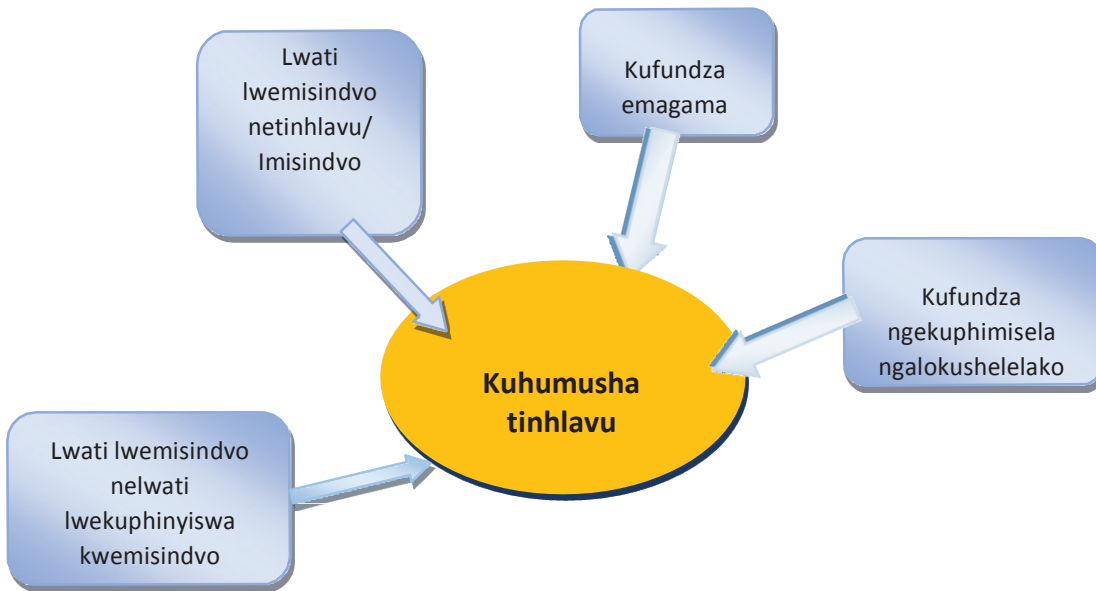 Lwati
lwemisindvo
netinhlavu/
Imisindvo
Kufundza
emagama
Kufundza
ngekuphimisela
ngalokushelelako
Kuhumusha
tinhlavu
Lwati lwemisindvo
nelwati
lwekuphinyiswa
kwemisindvo